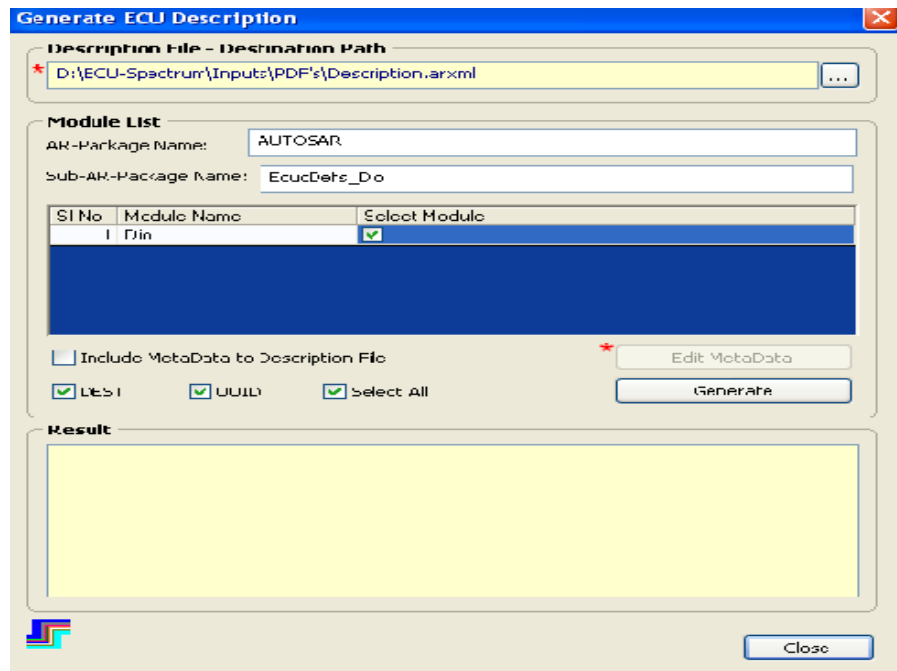 Generate ECU Description
Description File - Destination Path
* D:\ECU-Spectrum\Inputs\PDF's\Description.arxml ...
Module List
AR-Package Name: AUTOSAR
Sub-AR-Package Name: EcucDefs_Do
Sl No Module Name Select Module
1
Include MetaData to Description File * Edit MetaData
DEST UUID Select All Generate
Result
Close